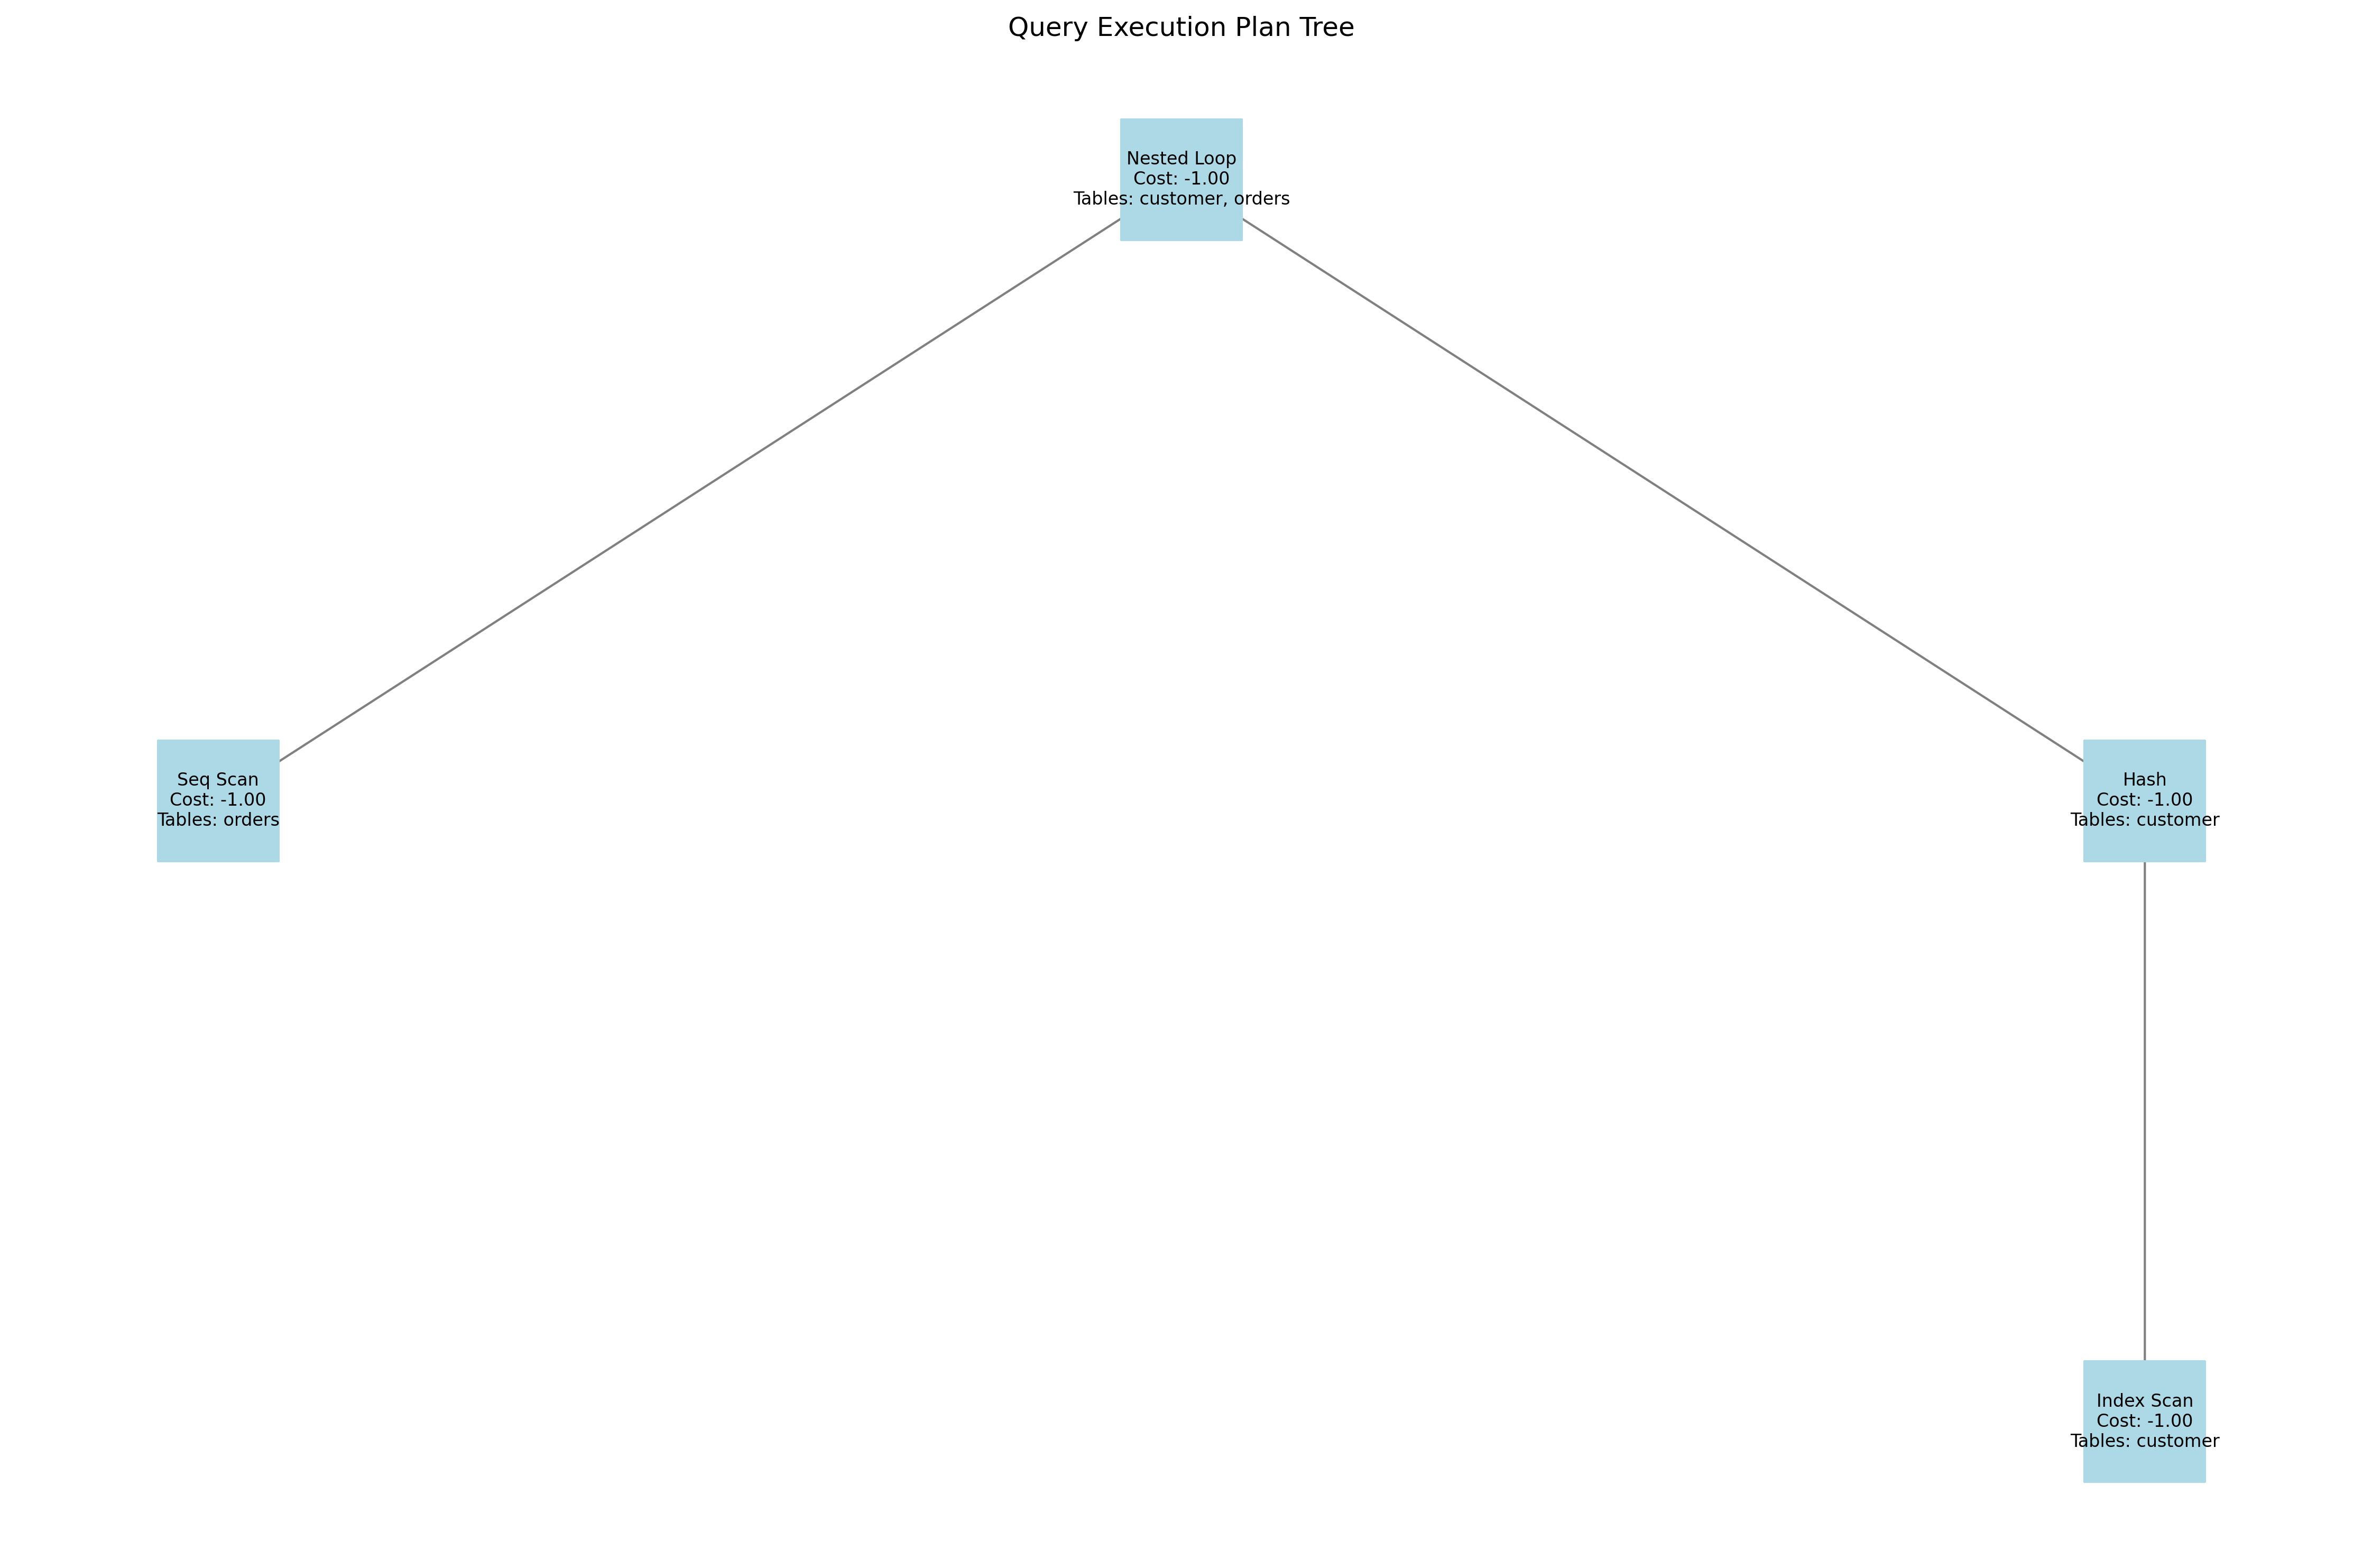 Query Execution Plan Tree
Nested Loop
Cost: -1.00
Tables: customer, orders
Seq Scan
Cost: -1.00
Tables: orders
Hash
Cost: -1.00
Tables: customer
Index Scan
Cost: -1.00
Tables: customer